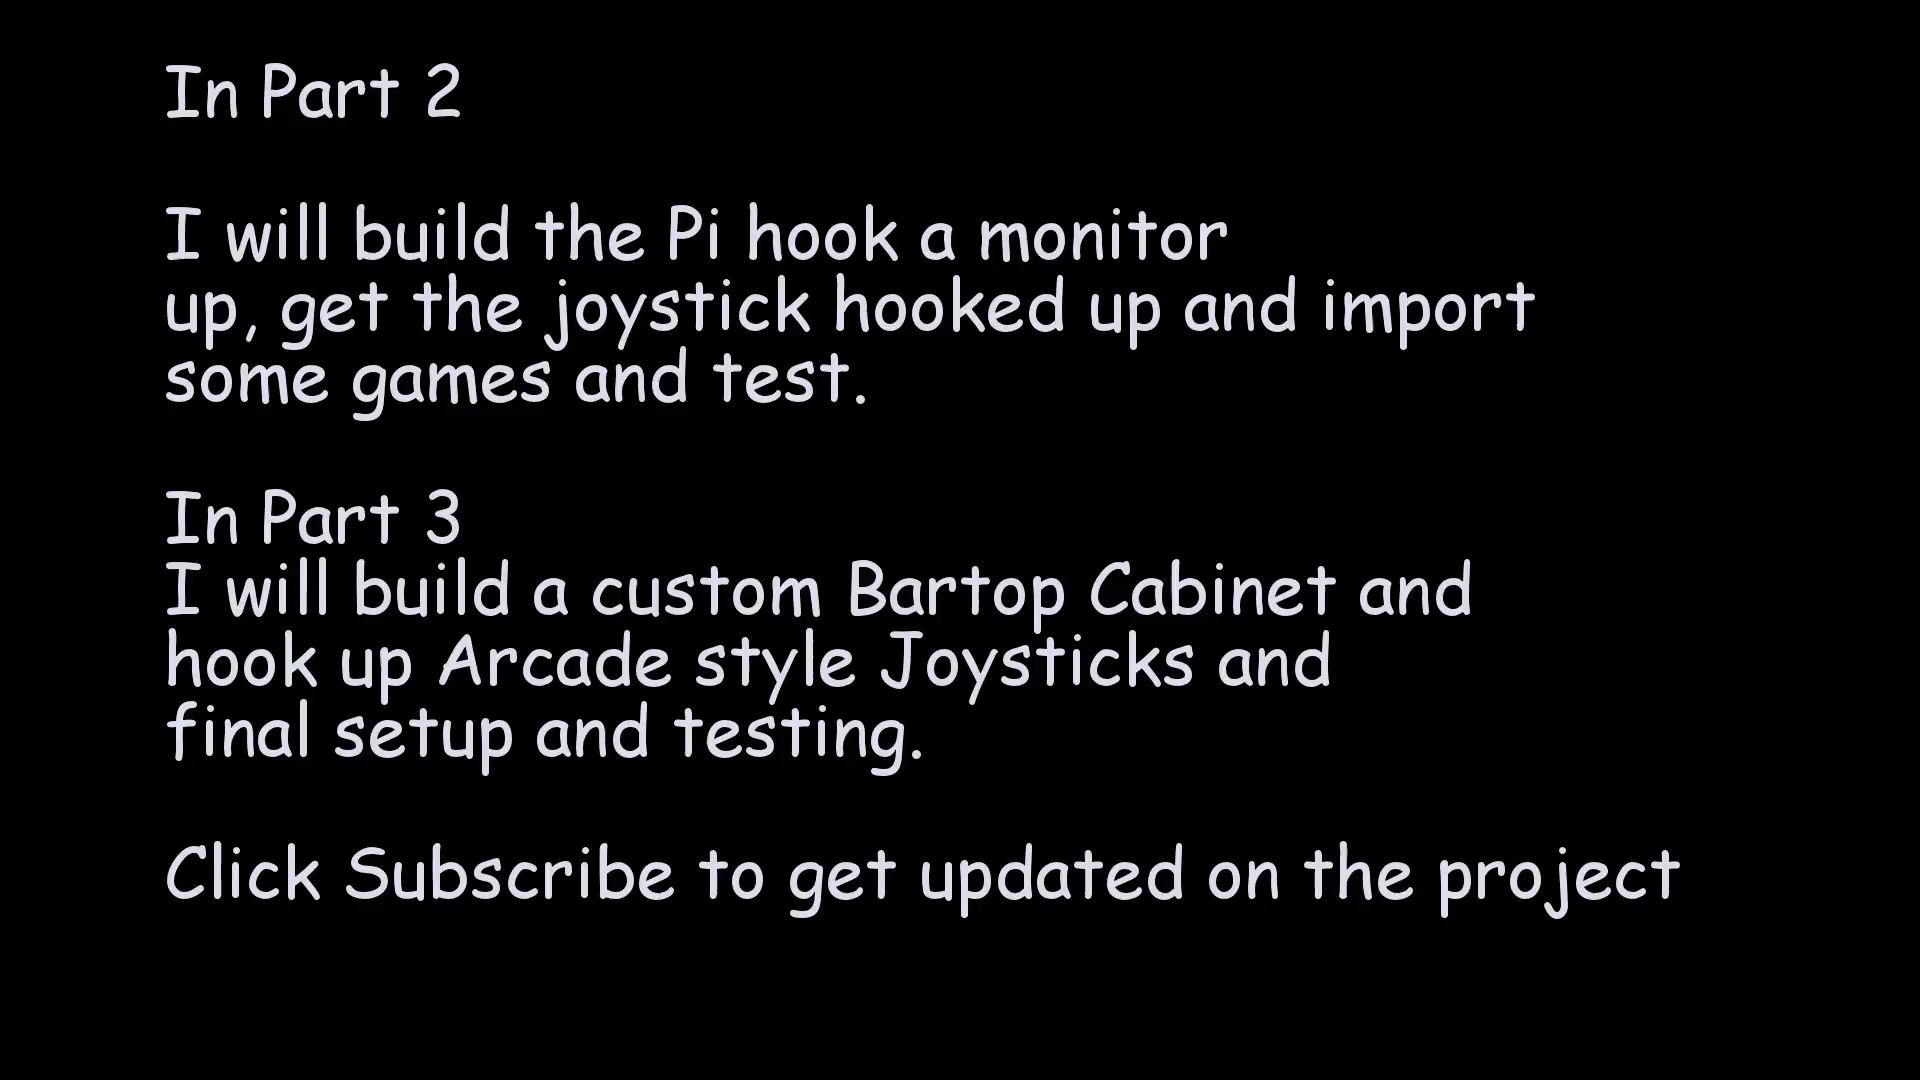 In Part 2
I will build the Pi hook a monitor
up, get the joystick hooked up and import
some games and test.
In Part 3
I will build a custom Bartop Cabinet and
hook up Arcade style Joysticks and
final setup and testing.
Click Subscribe to get updated on the project